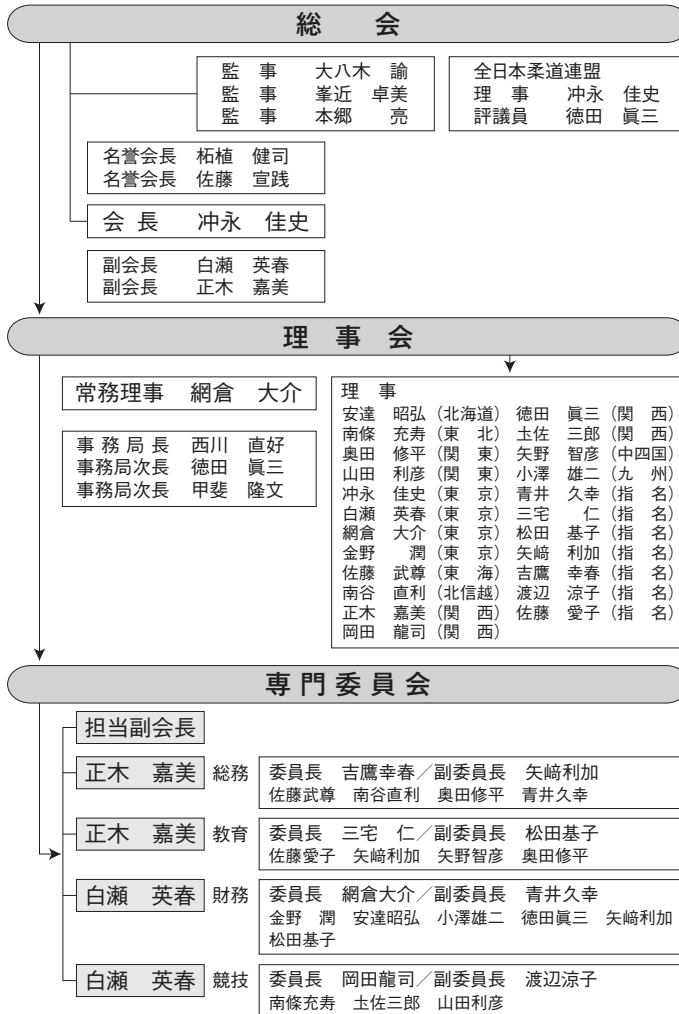 総 会
監 事 大八木 諭
監 事 峯近 卓美
監 事 本郷 亮
全日本柔道連盟
理 事 冲永 佳史
評議員 徳田 眞三
名誉会長 柘植 健司
名誉会長 佐藤 宣践
会 長 冲永 佳史
副会長 白瀬 英春
副会長 正木 嘉美
理 事 会
常務理事 網倉 大介
事 務 局 長 西川 直好
事務局次長 徳田 眞三
事務局次長 甲斐 隆文
理 事
安達 昭弘(北海道) 徳田 眞三(関 西)
南條 充寿(東 北) 圡佐 三郎(関 西)
奥田 修平(関 東) 矢野 智彦(中四国)
山田 利彦(関 東) 小澤 雄二(九 州)
冲永 佳史(東 京) 青井 久幸(指 名)
白瀬 英春(東 京) 三宅 仁(指 名)
網倉 大介(東 京) 松田 基子(指 名)
金野 潤(東 京) 矢﨑 利加(指 名)
佐藤 武尊(東 海) 吉鷹 幸春(指 名)
南谷 直利(北信越) 渡辺 涼子(指 名)
正木 嘉美(関 西) 佐藤 愛子(指 名)
岡田 龍司(関 西)
専 門 委 員 会
担当副会長
正木 嘉美 総務 委員長 吉鷹幸春/副委員長 矢﨑利加
佐藤武尊 南谷直利 奥田修平 青井久幸
正木 嘉美 教育 委員長 三宅 仁/副委員長 松田基子
佐藤愛子 矢﨑利加 矢野智彦 奥田修平
白瀬 英春 財務 委員長 網倉大介/副委員長 青井久幸
金野 潤 安達昭弘 小澤雄二 徳田眞三 矢﨑利加
松田基子
白瀬 英春 競技 委員長 岡田龍司/副委員長 渡辺涼子
南條充寿 圡佐三郎 山田利彦